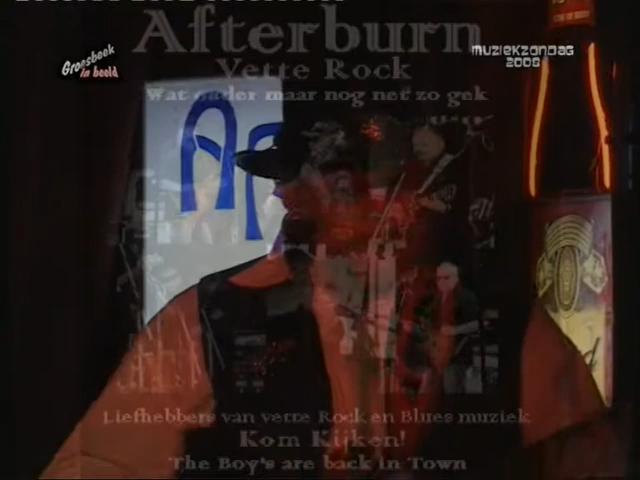 Afterburn
Groesbeek
in beeld
MUZIEKZONDAG
2008
Vette Rock
Wat ouder maar nog net zo gek
Liefhebbers van vette Rock en Blues muziek
Kom Kijken!
The Boy's are back in Town